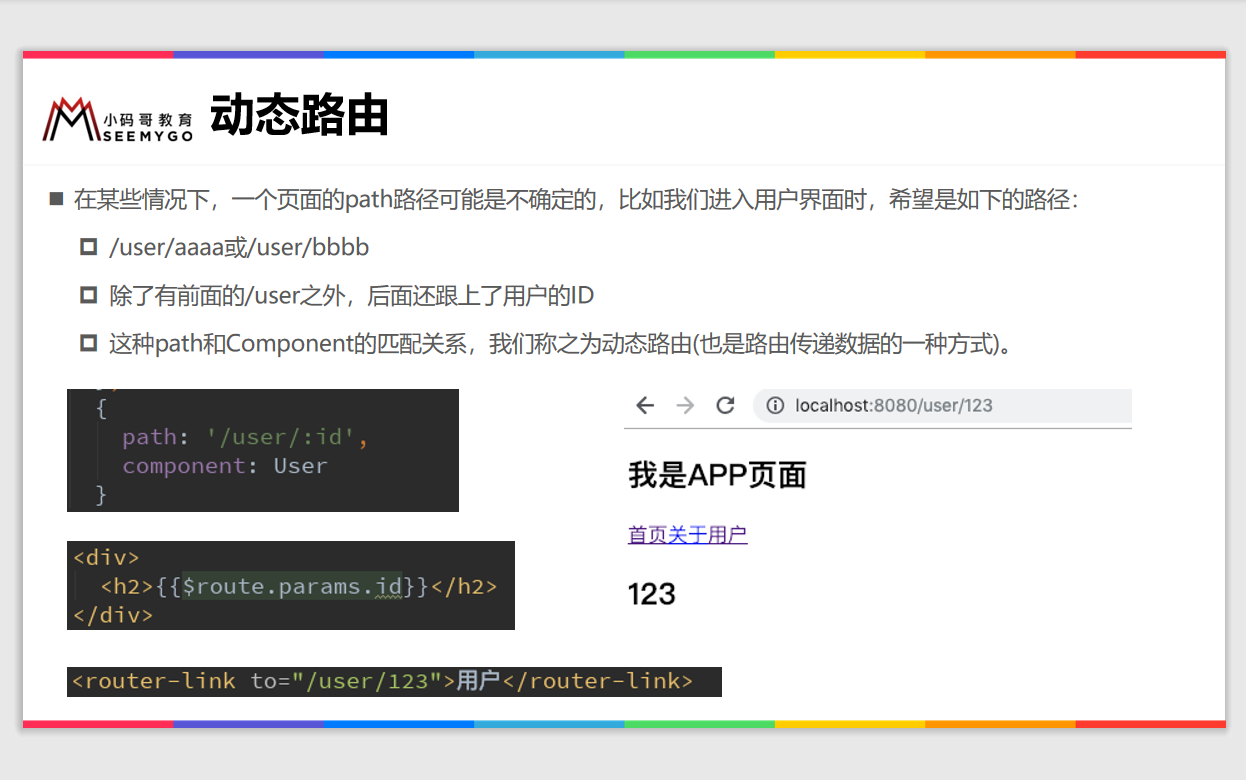 小码哥教育
SEEMYGO
动态路由
在某些情况下，一个页面的path路径可能是不确定的，比如我们进入用户界面时，希望是如下的路径：
/user/aaaa或/user/bbbb
除了有前面的/user之外，后面还跟上了用户的ID
这种path和Component的匹配关系，我们称之为动态路由(也是路由传递数据的一种方式)。
{
path: '/user/:id',
component: User
}
<div>
<h2>{{$route.params.id}}</h2>
</div>
<router-link to="/user/123">用户</router-link>
localhost:8080/user/123
我是APP页面
首页关于用户
123